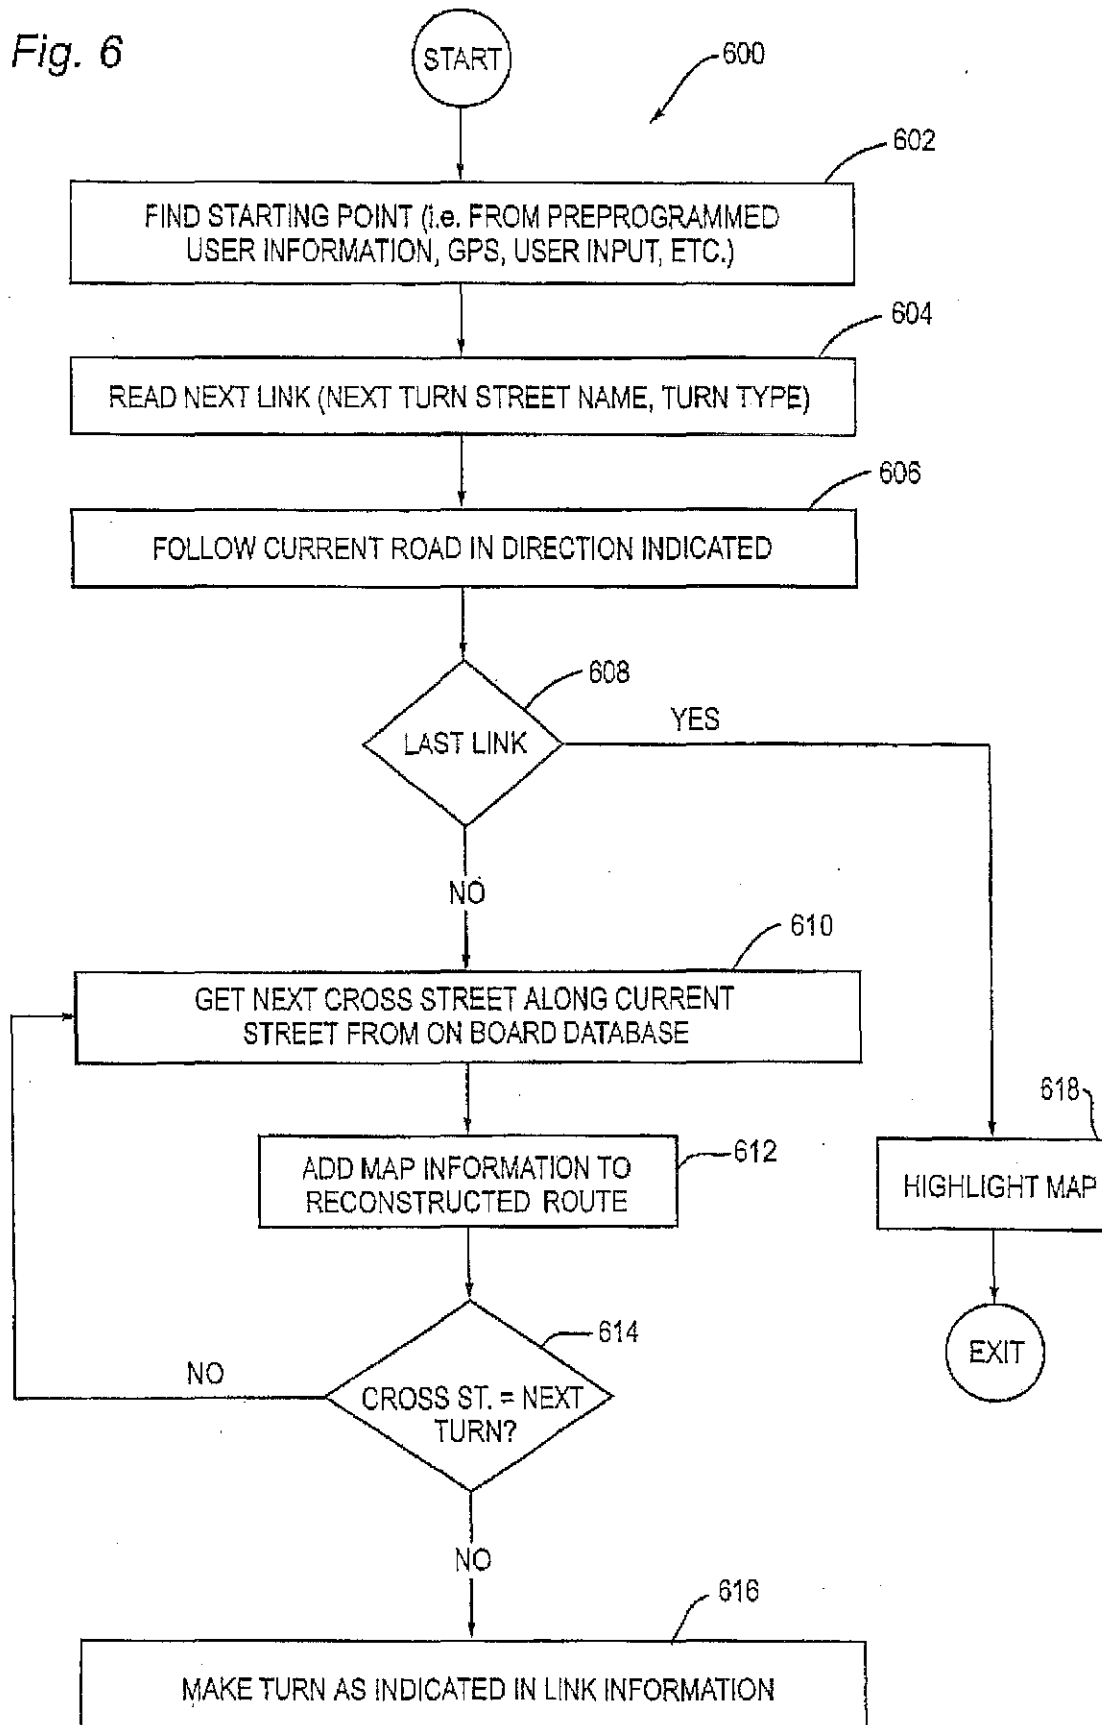 Fig. 6
START
600
602
FIND STARTING POINT (i.e. FROM PREPROGRAMMED
USER INFORMATION, GPS, USER INPUT, ETC.)
604
READ NEXT LINK (NEXT TURN STREET NAME, TURN TYPE)
606
FOLLOW CURRENT ROAD IN DIRECTION INDICATED
608
LAST LINK
YES
NO
610
GET NEXT CROSS STREET ALONG CURRENT
STREET FROM ON BOARD DATABASE
612
ADD MAP INFORMATION TO
RECONSTRUCTED ROUTE
618
HIGHLIGHT MAP
614
CROSS ST. = NEXT
TURN?
NO
EXIT
NO
616
MAKE TURN AS INDICATED IN LINK INFORMATION